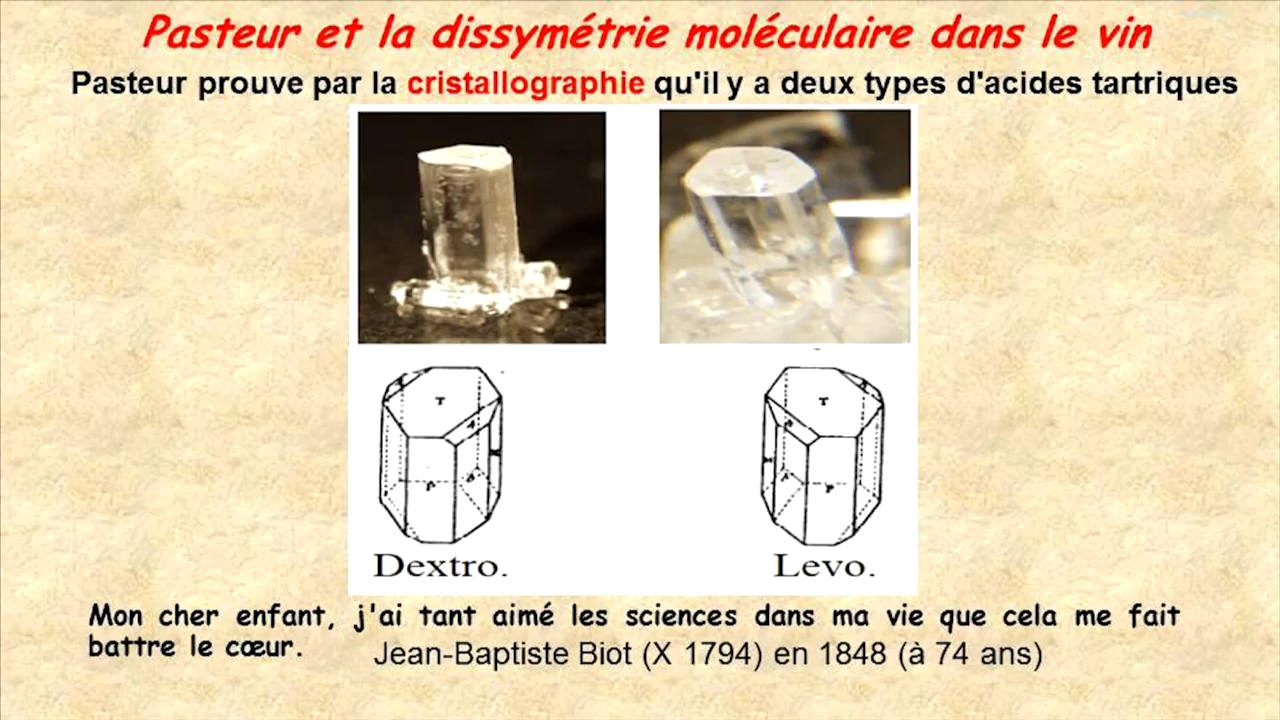 Pasteur et la dissymétrie moléculaire dans le vin
Pasteur prouve par la cristallographie qu'il y a deux types d'acides tartriques
T
T
P
P
Dextro.
Levo.
Mon cher enfant, j'ai tant aimé les sciences dans ma vie que cela me fait
battre le cœur.
Jean-Baptiste Biot (X 1794) en 1848 (à 74 ans)